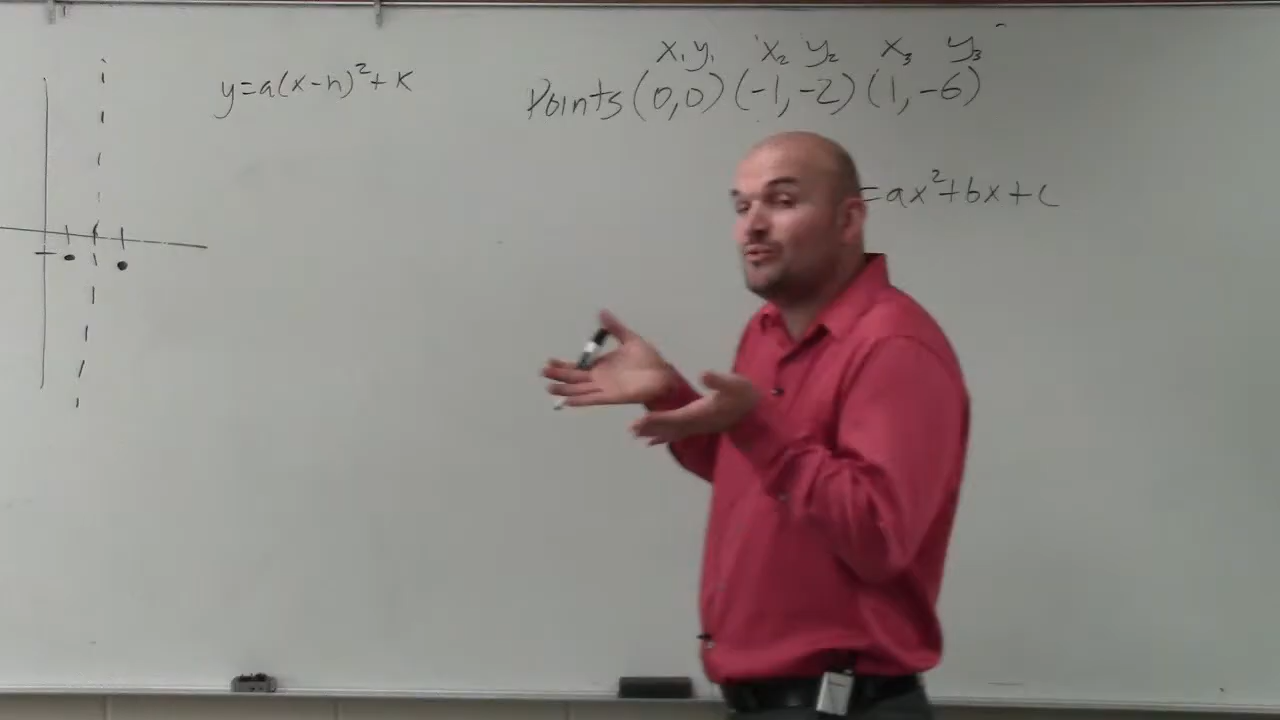 x₁ y₁ x₂ y₂ x₃ y₃
y=a(x-h)²+k
Points (0,0) (-1,-2) (1,-6)
=ax²+bx+c